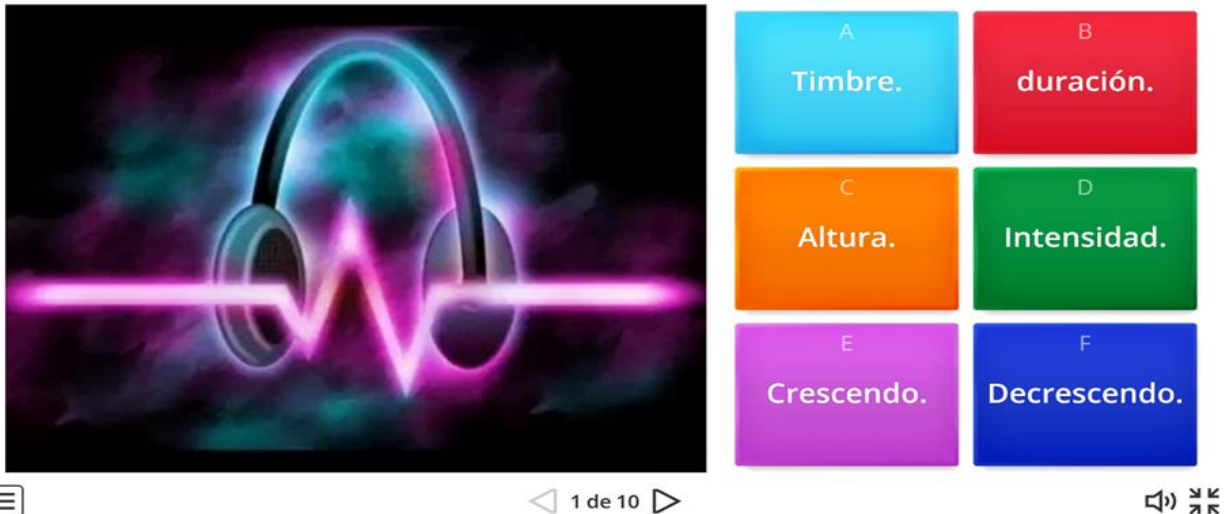 A
Timbre.
B
duración.
C
Altura.
D
Intensidad.
E
Crescendo.
F
Decrescendo.
1 de 10